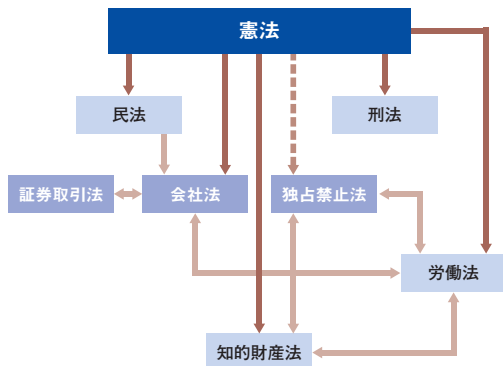 憲法
民法
刑法
証券取引法
会社法
独占禁止法
労働法
知的財産法